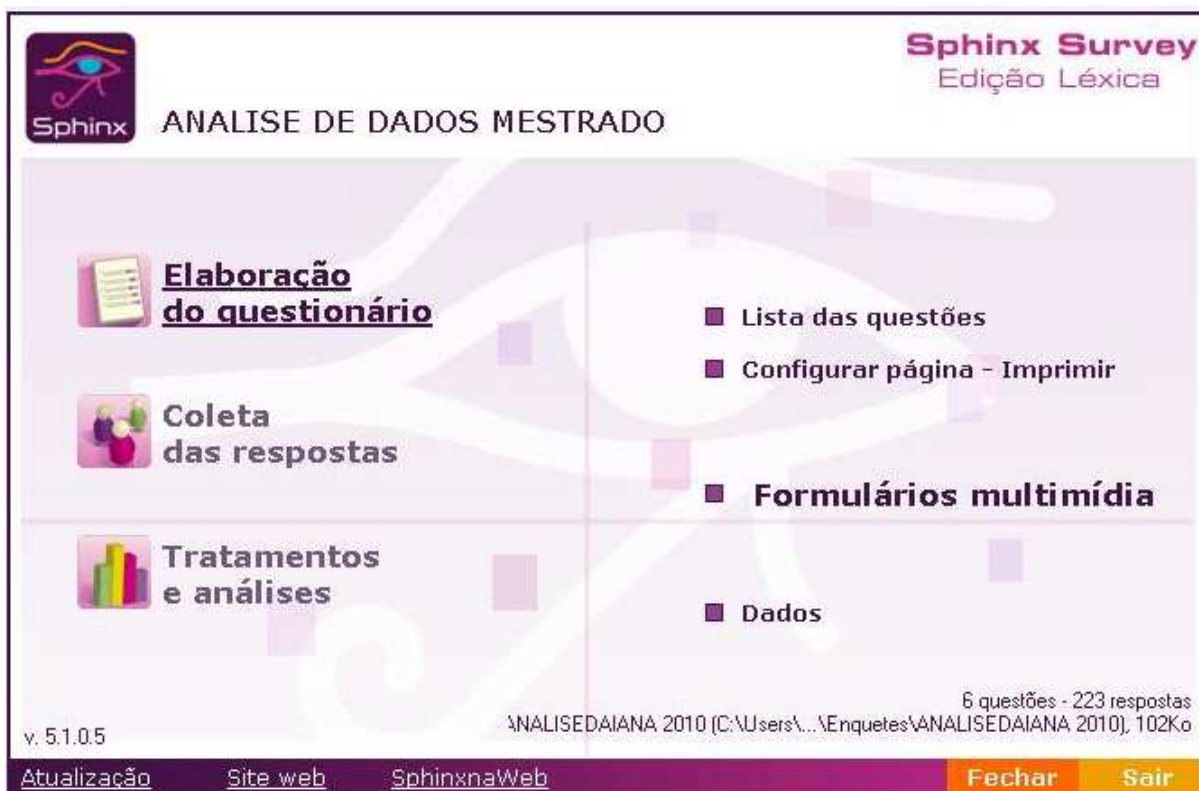 Sphinx Survey
Edição Léxica
Sphinx
ANALISE DE DADOS MESTRADO
Elaboração
do questionário
Coleta
das respostas
Tratamentos
e análises
Lista das questões
Configurar página - Imprimir
Formulários multimídia
Dados
6 questões - 223 respostas
\NALISEDAIANA 2010 (C:\Users\...\Enquetes\ANALISEDAIANA 2010), 102Ko
v. 5.1.0.5
Atualização Site web SphinxnaWeb Fechar Sair